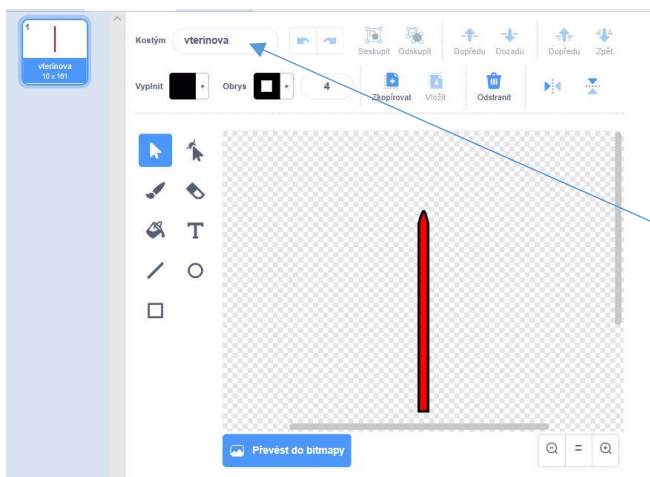 1
vterinova
10 x 161
Kostým vterinova
Seskupit Odskupit Dopředu Dozadu Dopředu Zpět
Vyplnit Obrys 4 Zkopírovat Vložit Odstranit
T
Převést do bitmapy